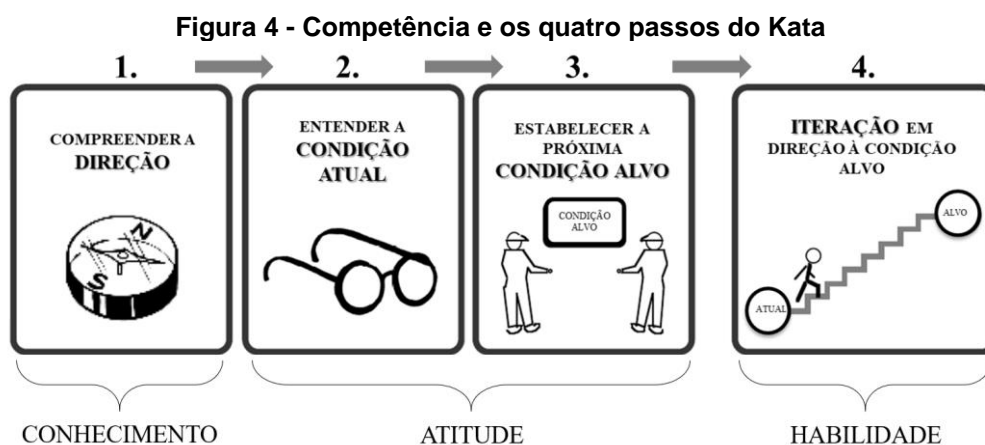 Figura 4 - Competência e os quatro passos do Kata
1.
2.
3.
4.
COMPREENDER A
DIREÇÃO
ENTENDER A
CONDIÇÃO
ATUAL
ESTABELECER A
PRÓXIMA
CONDIÇÃO ALVO
CONDIÇÃO
ALVO
ITERAÇÃO EM
DIREÇÃO À CONDIÇÃO
ALVO
ALVO
ATUAL
N
S
CONHECIMENTO
ATITUDE
HABILIDADE